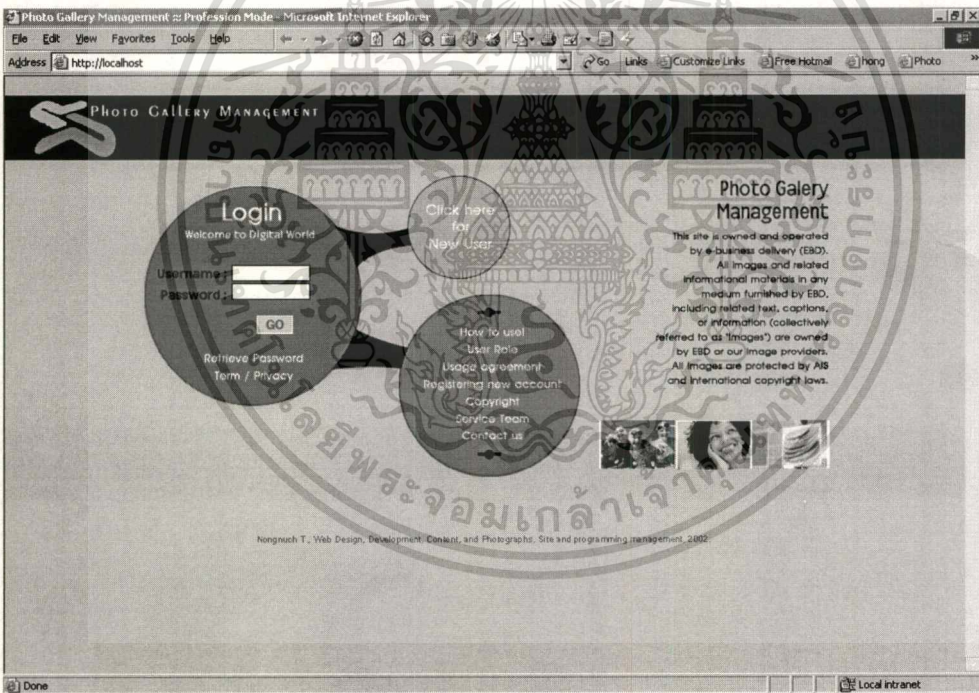 Photo Gallery Management :: Profession Mode - Microsoft Internet Explorer
File Edit View Favorites Tools Help
Address http://localhost Go Links Customize Links Free Hotmail hong Photo
PHOTO GALLERY MANAGEMENT
Login
Welcome to Digital World
Username :
Password :
GO
Retrieve Password
Term / Privacy
Click here
for
New User
How to use!
User Role
Usage agreement
Registering new account
Copyright
Service Team
Contact us
Photo Galery
Management
This site is owned and operated
by e-business delivery (EBD).
All images and related
informational materials in any
medium furnished by EBD,
including related text, captions,
or information (collectively
referred to as "Images") are owned
by EBD or our image providers.
All Images are protected by AIS
and international copyright laws.
Nongnuch T., Web Design, Development, Content, and Photographs, Site and programming management, 2002
Done
Local intranet